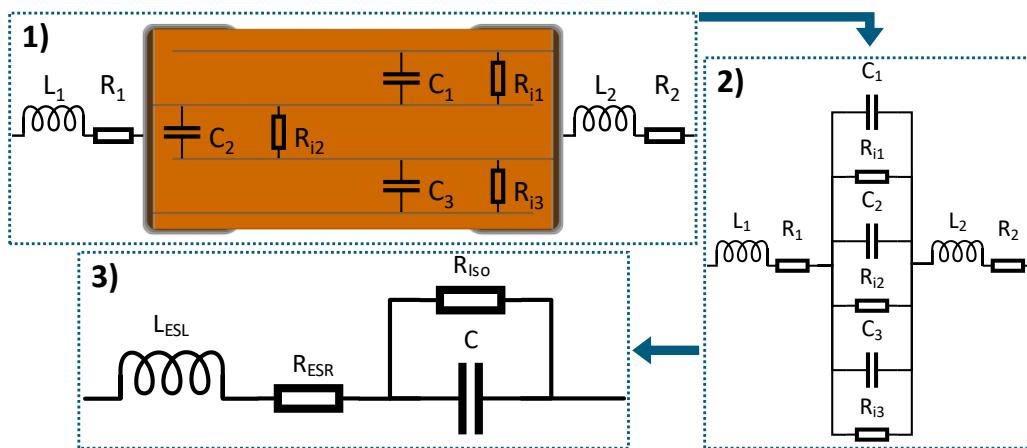 1)
L1 R1
C1 Ri1
C2 Ri2
C3 Ri3
L2 R2
2)
C1
Ri1
C2
L1 R1
L2 R2
Ri2
C3
Ri3
3)
RIso
C
LESL
RESR